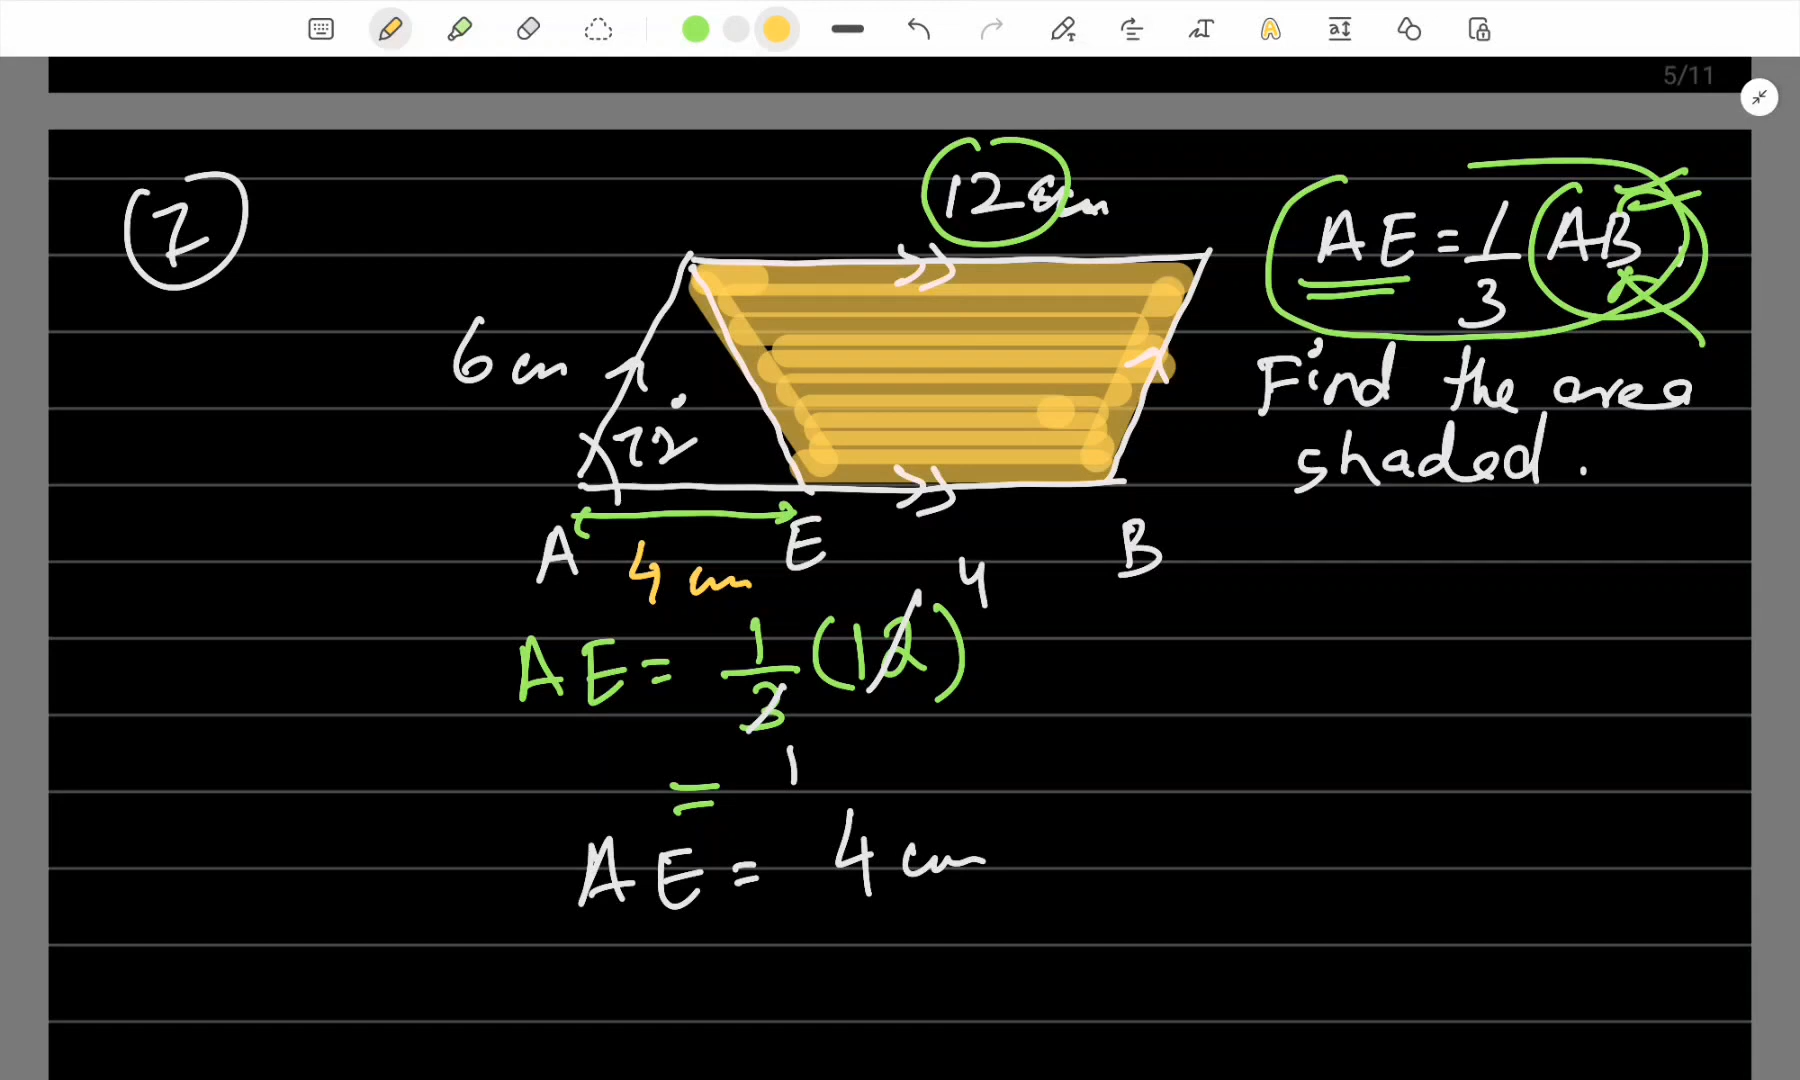 5/11
7
12 cm
AE = 1/3 AB,
6 cm
72°
Find the area
shaded.
A
E
B
4 cm
4
AE = 1/3 (12)
1
=
AE = 4 cm